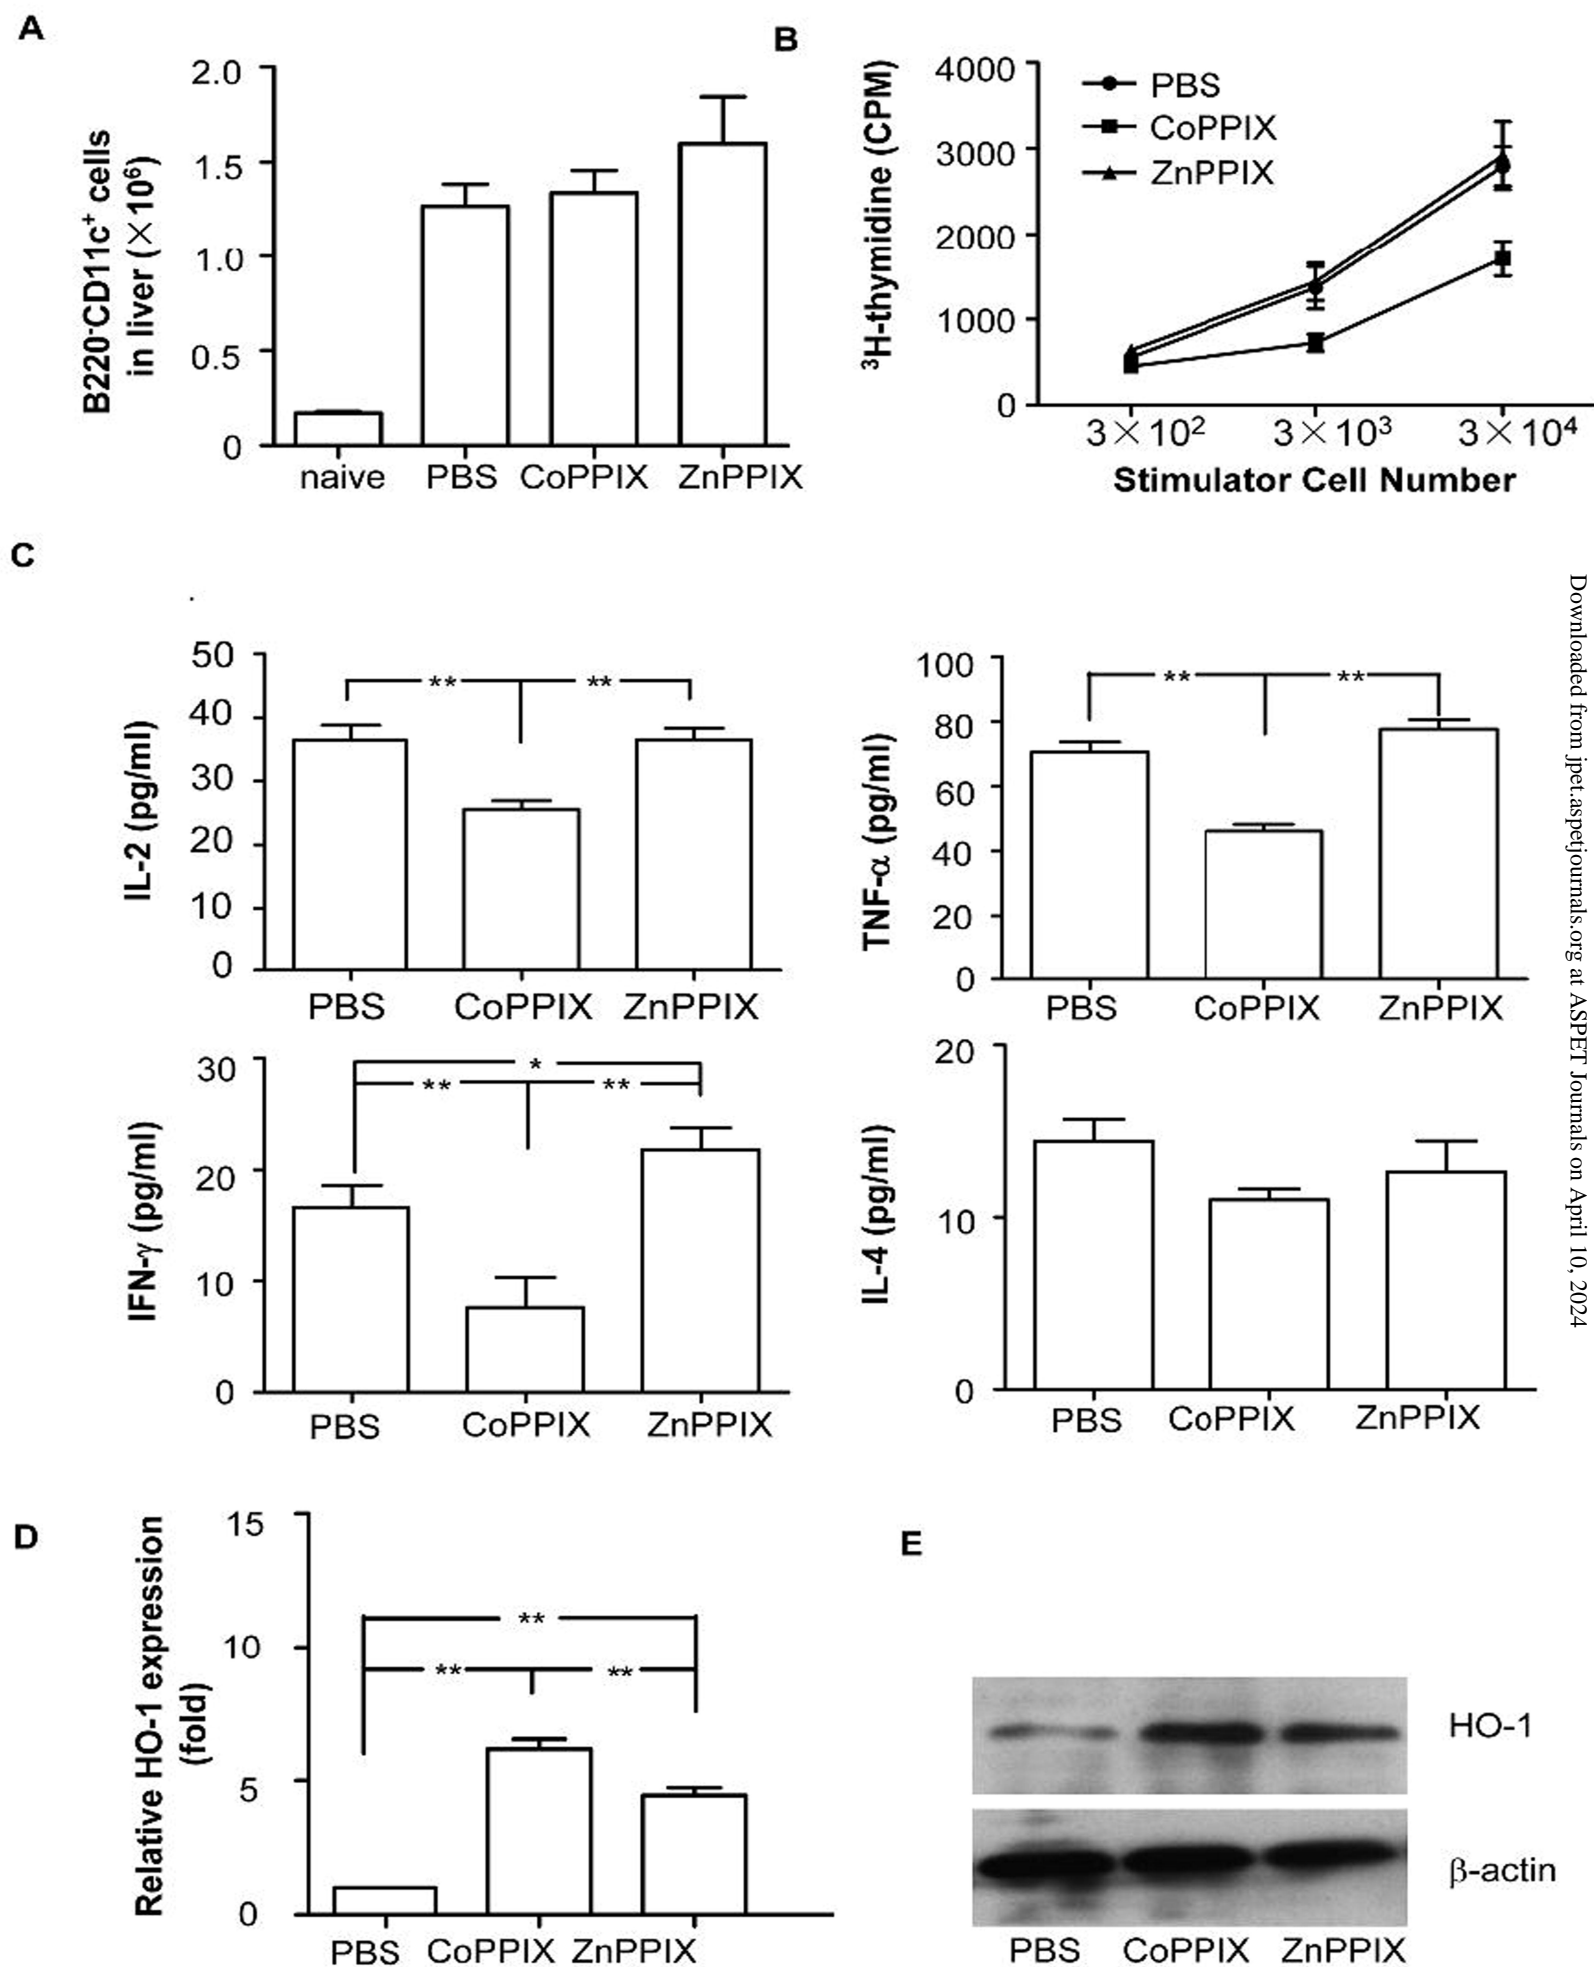 A
B220-CD11c+ cells
in liver (×10⁶)
2.0
1.5
1.0
0.5
0
naive PBS CoPPIX ZnPPIX
B
³H-thymidine (CPM)
4000
3000
2000
1000
0
PBS
CoPPIX
ZnPPIX
3×10² 3×10³ 3×10⁴
Stimulator Cell Number
C
IL-2 (pg/ml)
50
40
30
20
10
0
** **
PBS CoPPIX ZnPPIX
TNF-α (pg/ml)
100
80
60
40
20
0
** **
PBS CoPPIX ZnPPIX
IFN-γ (pg/ml)
30
20
10
0
*
** **
PBS CoPPIX ZnPPIX
IL-4 (pg/ml)
20
10
0
PBS CoPPIX ZnPPIX
D
Relative HO-1 expression
(fold)
15
10
5
0
**
** **
PBS CoPPIX ZnPPIX
E
HO-1
β-actin
PBS CoPPIX ZnPPIX
Downloaded from jpet.aspetjournals.org at ASPET Journals on April 10, 2024